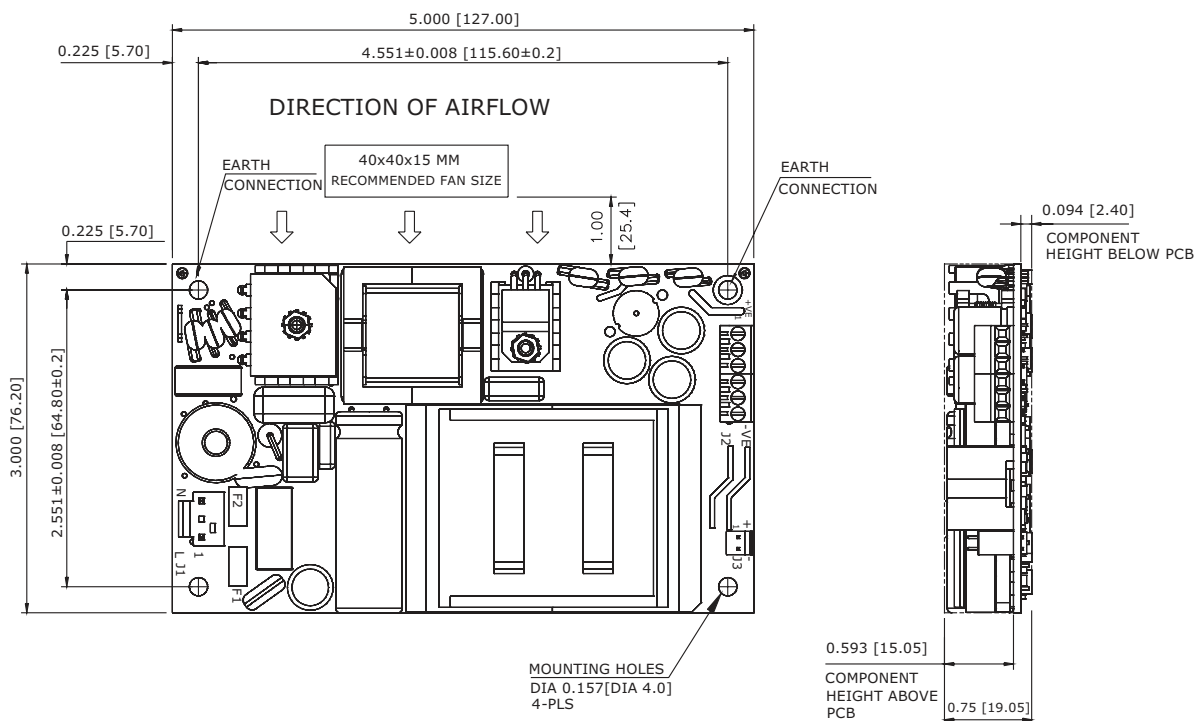 5.000 [127.00]
0.225 [5.70]
4.551±0.008 [115.60±0.2]
DIRECTION OF AIRFLOW
40x40x15 MM
RECOMMENDED FAN SIZE
EARTH
CONNECTION
EARTH
CONNECTION
1.00
[25.4]
0.225 [5.70]
0.094 [2.40]
COMPONENT
HEIGHT BELOW PCB
3.000 [76.20]
2.551±0.008 [64.80±0.2]
+VE
1
-VE
J2
N
F2
L
J1
1
F1
+
1
-
J3
MOUNTING HOLES
DIA 0.157[DIA 4.0]
4-PLS
0.593 [15.05]
COMPONENT
HEIGHT ABOVE
PCB
0.75 [19.05]